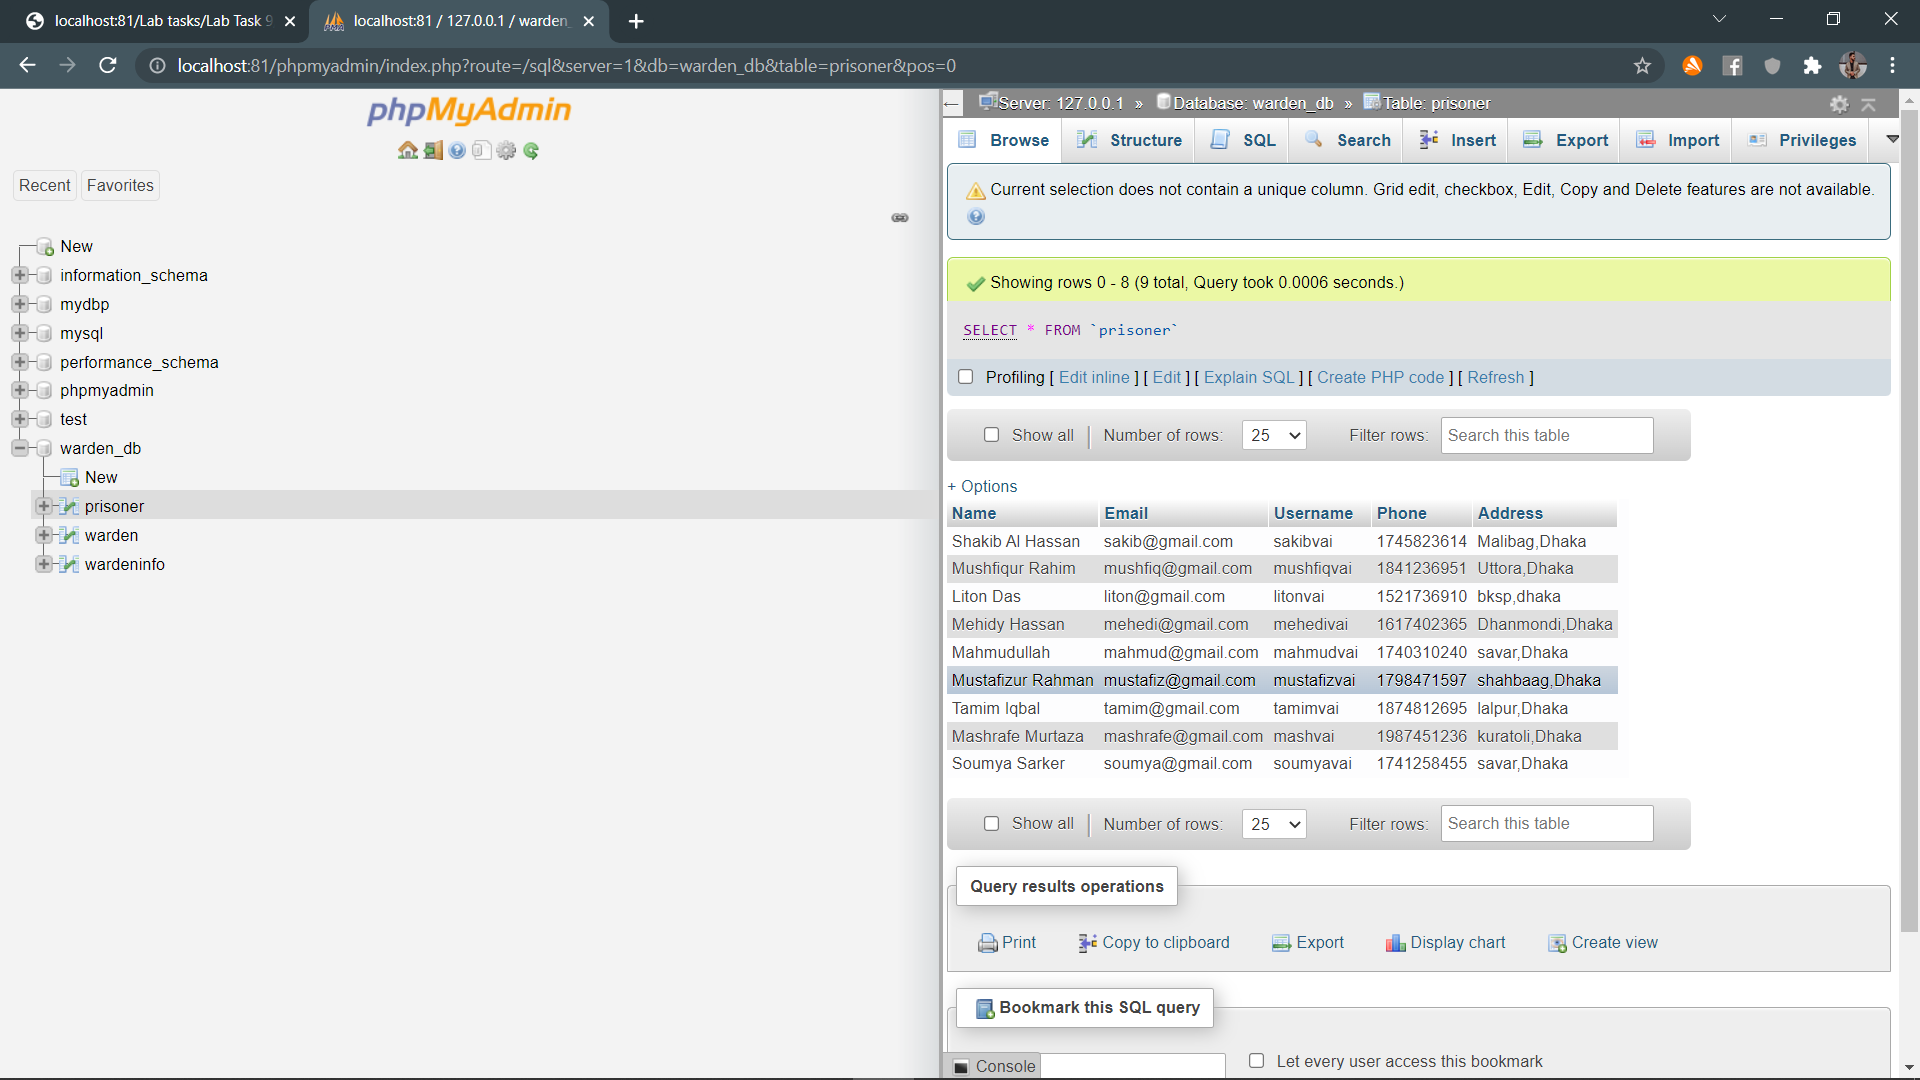 localhost:81/Lab tasks/Lab Task 9
localhost:81 / 127.0.0.1 / warden_
localhost:81/phpmyadmin/index.php?route=/sql&server=1&db=warden_db&table=prisoner&pos=0
phpMyAdmin
Recent Favorites
New
information_schema
mydbp
mysql
performance_schema
phpmyadmin
test
warden_db
New
prisoner
warden
wardeninfo
Server: 127.0.0.1 » Database: warden_db » Table: prisoner
Browse Structure SQL Search Insert Export Import Privileges
Current selection does not contain a unique column. Grid edit, checkbox, Edit, Copy and Delete features are not available.
Showing rows 0 - 8 (9 total, Query took 0.0006 seconds.)
SELECT * FROM `prisoner`
Profiling [ Edit inline ] [ Edit ] [ Explain SQL ] [ Create PHP code ] [ Refresh ]
Show all Number of rows: 25 Filter rows: Search this table
+ Options
Name Email Username Phone Address
Shakib Al Hassan sakib@gmail.com sakibvai 1745823614 Malibag,Dhaka
Mushfiqur Rahim mushfiq@gmail.com mushfiqvai 1841236951 Uttora,Dhaka
Liton Das liton@gmail.com litonvai 1521736910 bksp,dhaka
Mehidy Hassan mehedi@gmail.com mehedivai 1617402365 Dhanmondi,Dhaka
Mahmudullah mahmud@gmail.com mahmudvai 1740310240 savar,Dhaka
Mustafizur Rahman mustafiz@gmail.com mustafizvai 1798471597 shahbaag,Dhaka
Tamim Iqbal tamim@gmail.com tamimvai 1874812695 lalpur,Dhaka
Mashrafe Murtaza mashrafe@gmail.com mashvai 1987451236 kuratoli,Dhaka
Soumya Sarker soumya@gmail.com soumyavai 1741258455 savar,Dhaka
Show all Number of rows: 25 Filter rows: Search this table
Query results operations
Print Copy to clipboard Export Display chart Create view
Bookmark this SQL query
Console
Let every user access this bookmark